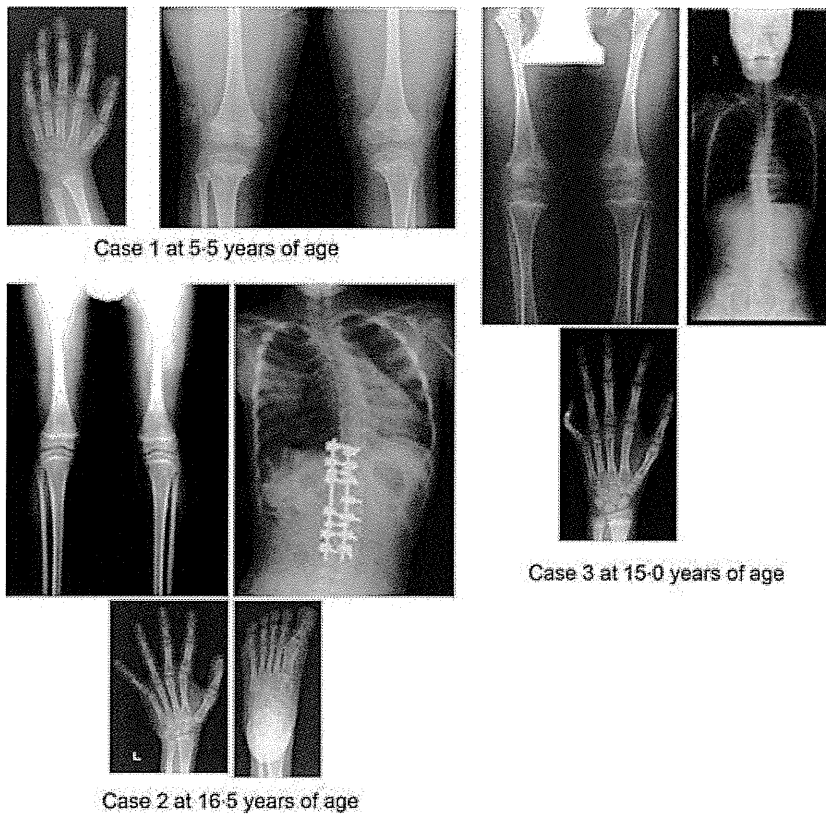 Case 1 at 5·5 years of age
R
L
Case 3 at 15·0 years of age
Case 2 at 16·5 years of age